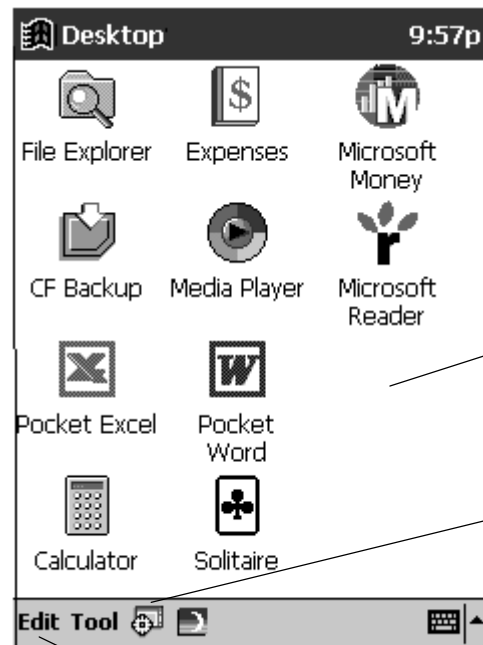 Desktop 9:57p
File Explorer Expenses Microsoft
Money
CF Backup Media Player Microsoft
Reader
Pocket Excel Pocket
Word
Calculator Solitaire
Edit Tool